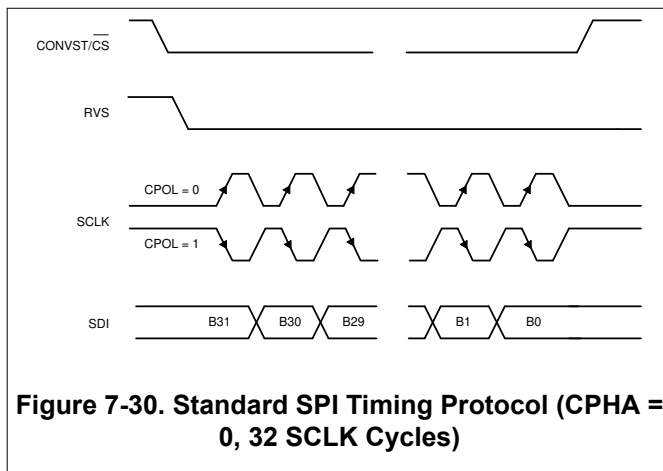 CONVST/CS
RVS
CPOL = 0
SCLK
CPOL = 1
SDI
B31 B30 B29 B1 B0
Figure 7-30. Standard SPI Timing Protocol (CPHA =
0, 32 SCLK Cycles)